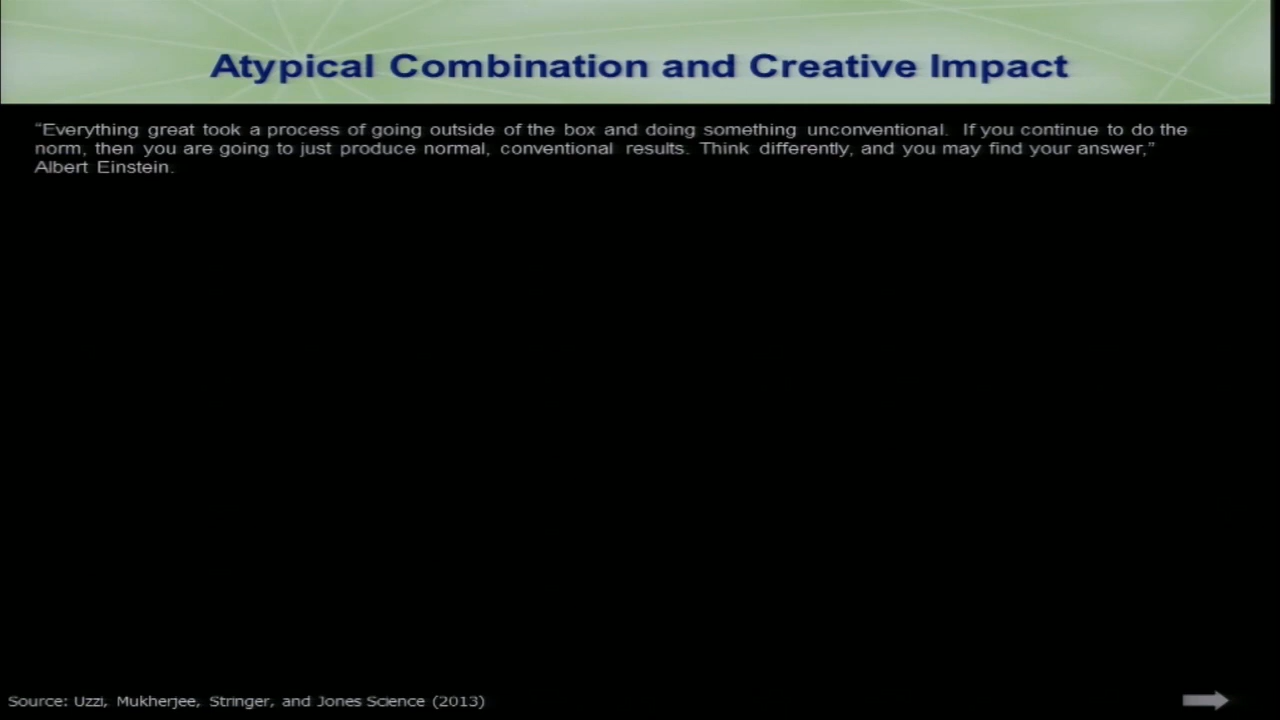 Atypical Combination and Creative Impact
“Everything great took a process of going outside of the box and doing something unconventional. If you continue to do the
norm, then you are going to just produce normal, conventional results. Think differently, and you may find your answer,”
Albert Einstein.
Source: Uzzi, Mukherjee, Stringer, and Jones Science (2013)